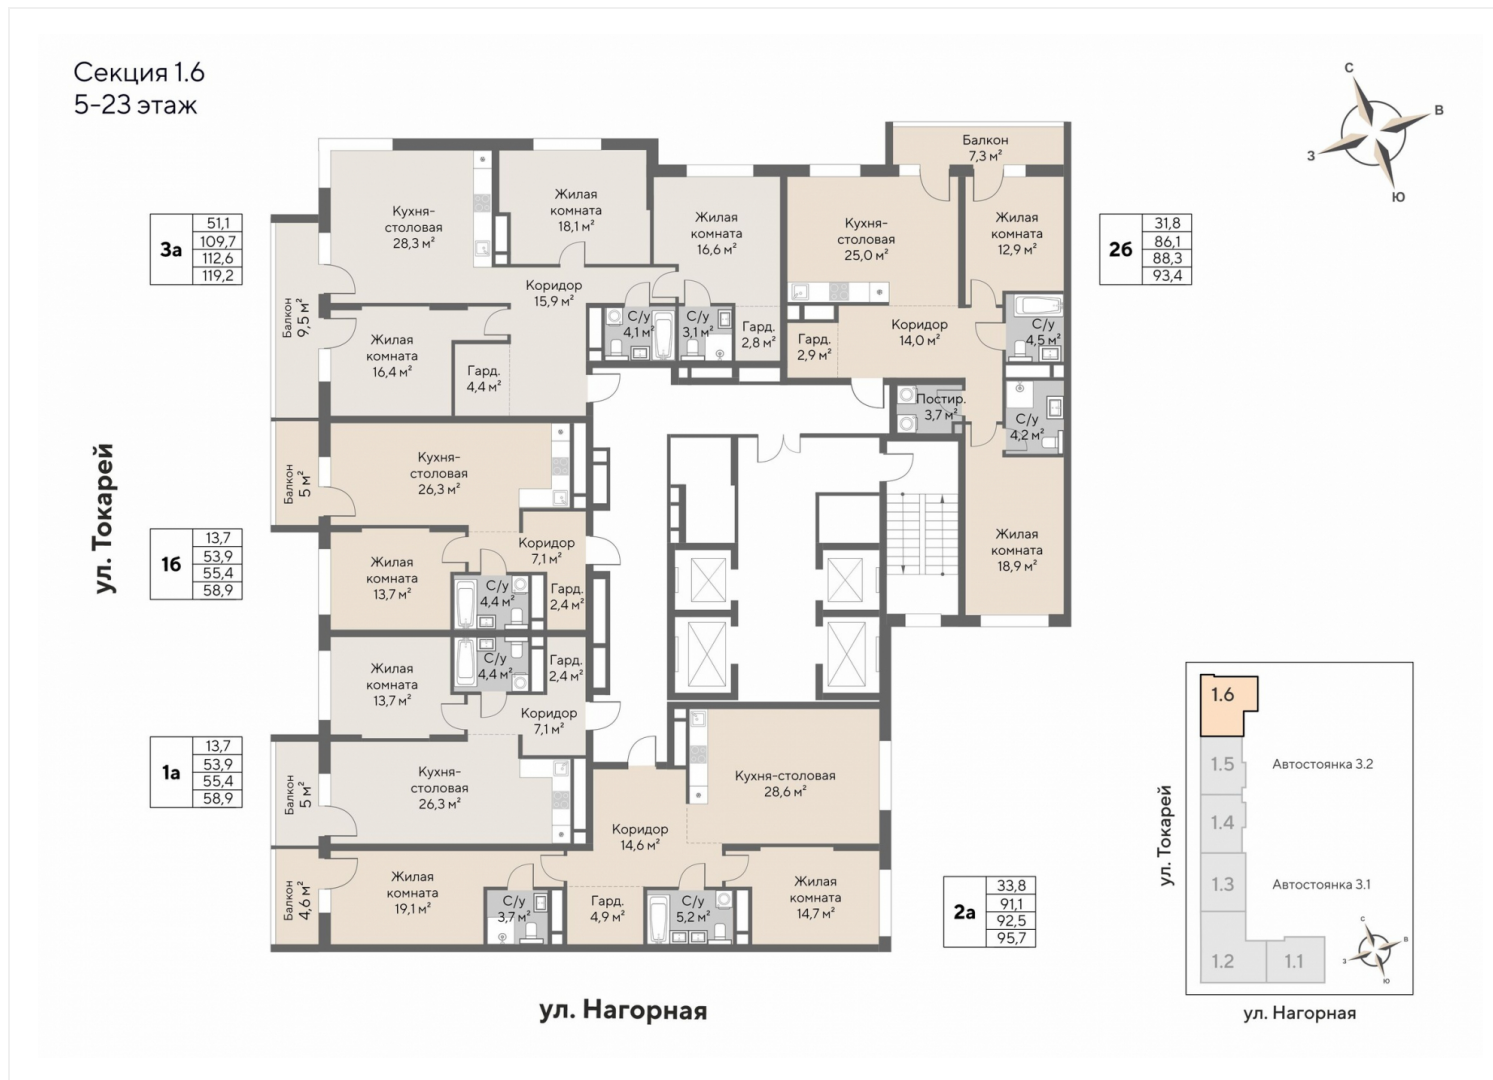 Секция 1.6
5-23 этаж
С
В
З
Ю
Балкон
7,3 м²
3а
51,1
109,7
112,6
119,2
Кухня-
столовая
28,3 м²
Жилая
комната
18,1 м²
Жилая
комната
16,6 м²
Кухня-
столовая
25,0 м²
Жилая
комната
12,9 м²
2б
31,8
86,1
88,3
93,4
Балкон
9,5 м²
Коридор
15,9 м²
С/у
4,1 м²
С/у
3,1 м²
Гард.
2,8 м²
Гард.
2,9 м²
Коридор
14,0 м²
С/у
4,5 м²
Жилая
комната
16,4 м²
Гард.
4,4 м²
Постир.
3,7 м²
С/у
4,2 м²
ул. Токарей
Балкон
5 м²
Кухня-
столовая
26,3 м²
1б
13,7
53,9
55,4
58,9
Жилая
комната
13,7 м²
Коридор
7,1 м²
С/у
4,4 м²
Гард.
2,4 м²
Жилая
комната
18,9 м²
Жилая
комната
13,7 м²
С/у
4,4 м²
Гард.
2,4 м²
Коридор
7,1 м²
1а
13,7
53,9
55,4
58,9
Балкон
5 м²
Кухня-
столовая
26,3 м²
Кухня-столовая
28,6 м²
Коридор
14,6 м²
Балкон
4,6 м²
Жилая
комната
19,1 м²
С/у
3,7 м²
Гард.
4,9 м²
С/у
5,2 м²
Жилая
комната
14,7 м²
2а
33,8
91,1
92,5
95,7
ул. Нагорная
1.6
1.5
Автостоянка 3.2
1.4
ул. Токарей
1.3
Автостоянка 3.1
1.2
1.1
С
В
З
Ю
ул. Нагорная